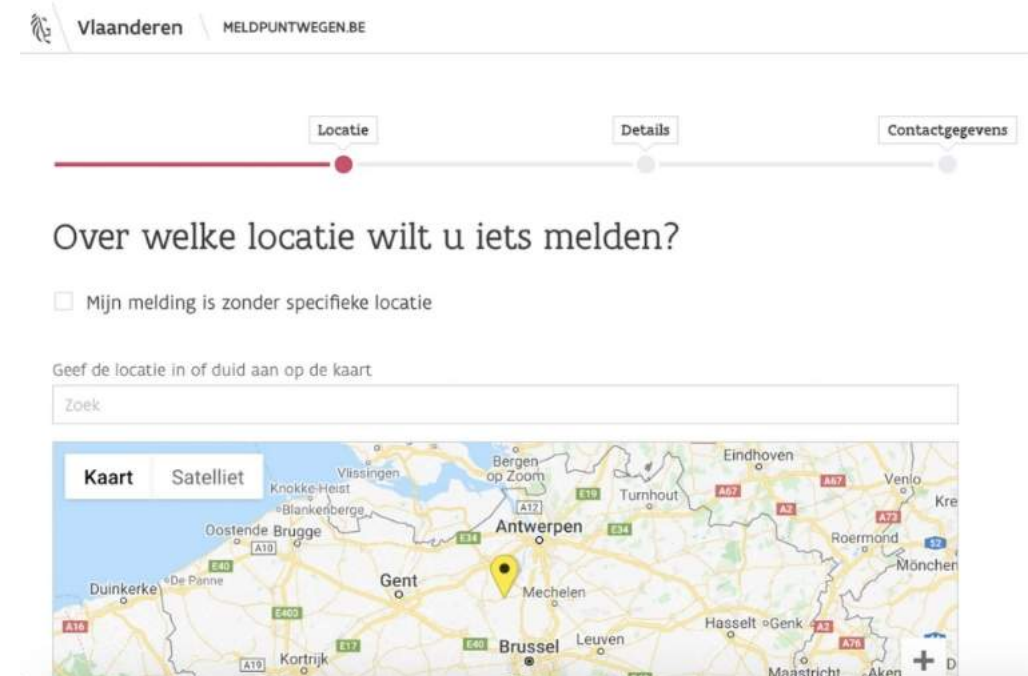 Vlaanderen MELDPUNTWEGEN.BE
Locatie Details Contactgegevens
Over welke locatie wilt u iets melden?
Mijn melding is zonder specifieke locatie
Geef de locatie in of duid aan op de kaart
Zoek
Kaart Satelliet
Vlissingen
Bergen op Zoom
Eindhoven
Knokke-Heist
E19
Turnhout
A67
A67
Venlo
Blankenberge
A12
A2
Kre
Oostende Brugge
E34
Antwerpen
E34
A73
A10
Roermond
52
E40
Mönchen
Duinkerke
De Panne
Gent
Mechelen
E403
A16
Hasselt
Genk
A2
E17
E40
Brussel
Leuven
A76
A19
Kortrijk
Maastricht
Aken
D